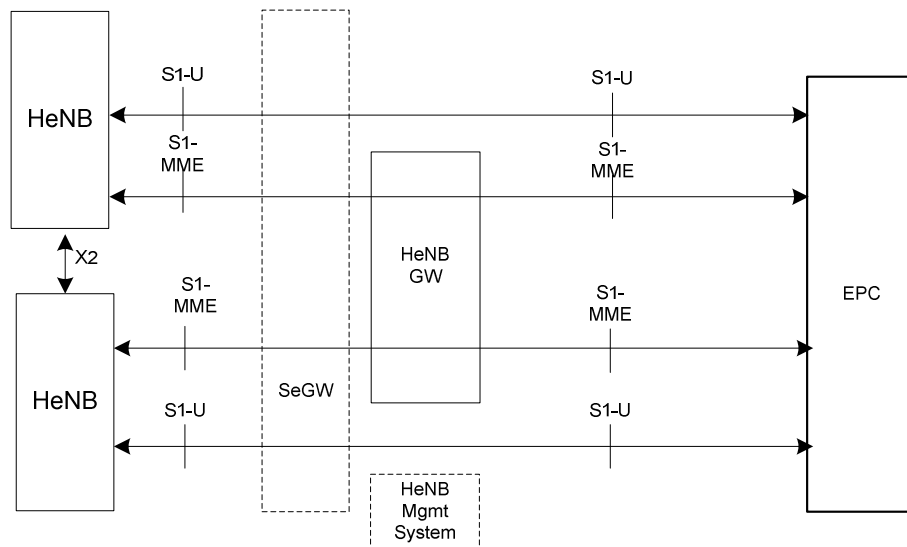 S1-U
S1-U
HeNB
S1-
MME
S1-
MME
X2
HeNB
GW
S1-
MME
S1-
MME
EPC
HeNB
SeGW
S1-U
S1-U
HeNB
Mgmt
System